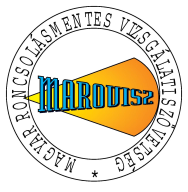 MAGYAR RONCSOLÁSMENTES VIZSGÁLATI SZÖVETSÉG *
MAROVISZ